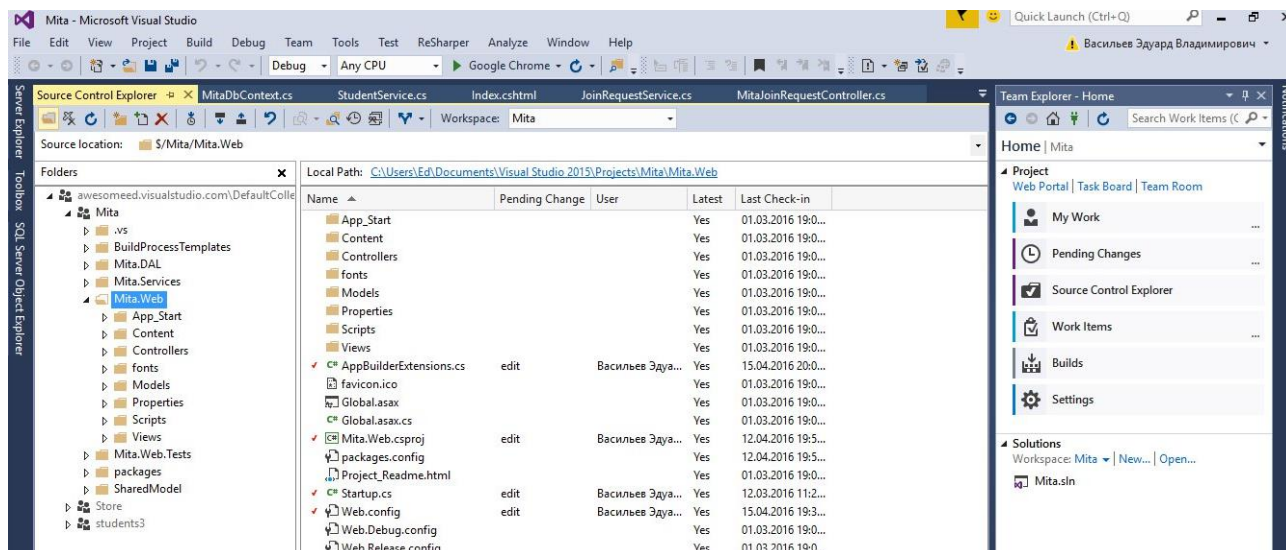 Mita - Microsoft Visual Studio
Quick Launch (Ctrl+Q)
File Edit View Project Build Debug Team Tools Test ReSharper Analyze Window Help
Васильев Эдуард Владимирович
Debug Any CPU Google Chrome
Server Explorer
Toolbox
SQL Server Object Explorer
Source Control Explorer MitaDbContext.cs StudentService.cs Index.cshtml JoinRequestService.cs MitaJoinRequestController.cs
Workspace: Mita
Source location: $/Mita/Mita.Web
Folders
awesomeed.visualstudio.com\DefaultColle
Mita
.vs
BuildProcessTemplates
Mita.DAL
Mita.Services
Mita.Web
App_Start
Content
Controllers
fonts
Models
Properties
Scripts
Views
Mita.Web.Tests
packages
SharedModel
Store
students3
Local Path: C:\Users\Ed\Documents\Visual Studio 2015\Projects\Mita\Mita.Web
Name Pending Change User Latest Last Check-in
App_Start Yes 01.03.2016 19:0...
Content Yes 01.03.2016 19:0...
Controllers Yes 01.03.2016 19:0...
fonts Yes 01.03.2016 19:0...
Models Yes 01.03.2016 19:0...
Properties Yes 01.03.2016 19:0...
Scripts Yes 01.03.2016 19:0...
Views Yes 01.03.2016 19:0...
C# AppBuilderExtensions.cs edit Васильев Эдуа... Yes 15.04.2016 20:0...
favicon.ico Yes 01.03.2016 19:0...
Global.asax Yes 01.03.2016 19:0...
C# Global.asax.cs Yes 01.03.2016 19:0...
C# Mita.Web.csproj edit Васильев Эдуа... Yes 12.04.2016 19:5...
packages.config Yes 12.04.2016 19:5...
Project_Readme.html Yes 01.03.2016 19:0...
C# Startup.cs edit Васильев Эдуа... Yes 12.03.2016 11:2...
Web.config edit Васильев Эдуа... Yes 15.04.2016 19:3...
Web.Debug.config Yes 01.03.2016 19:0...
Web.Release.config Yes 01.03.2016 19:0
Team Explorer - Home
Search Work Items (C
Home | Mita
Project
Web Portal | Task Board | Team Room
My Work
Pending Changes
Source Control Explorer
Work Items
Builds
Settings
Solutions
Workspace: Mita | New... | Open...
Mita.sln
Notifications